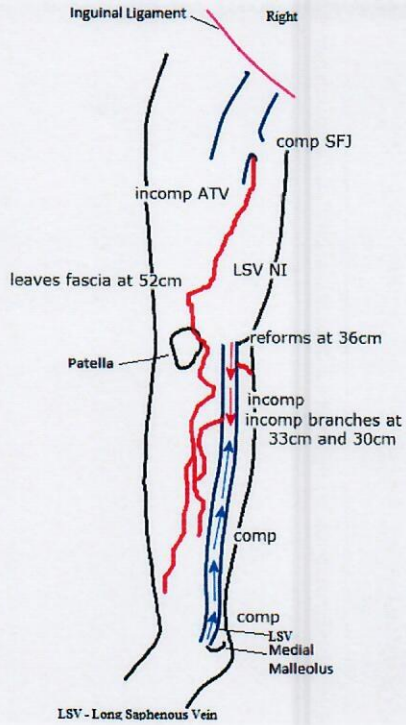 Inguinal Ligament
Right
comp SFJ
incomp ATV
LSV NI
leaves fascia at 52cm
reforms at 36cm
Patella
incomp
incomp branches at
33cm and 30cm
comp
comp
LSV
Medial
Malleolus
LSV - Long Saphenous Vein